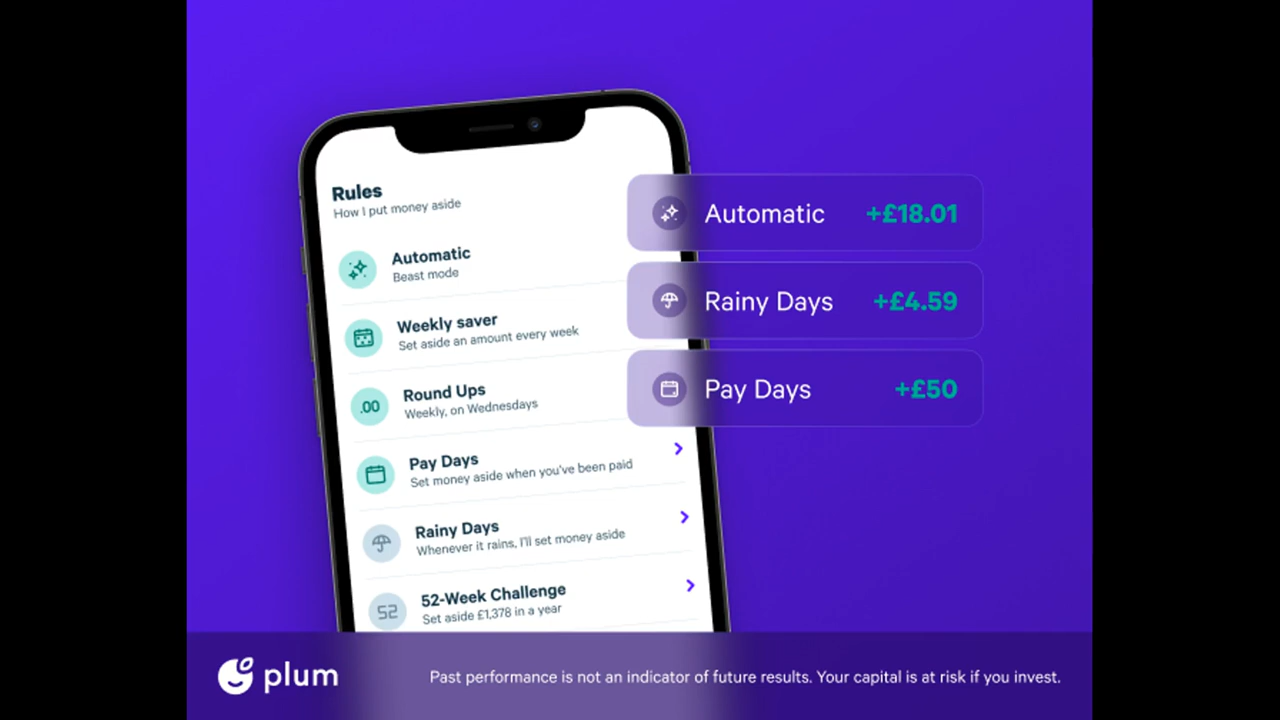 Rules
How I put money aside
Automatic
Beast mode
Weekly saver
Set aside an amount every week
.00
Round Ups
Weekly, on Wednesdays
Pay Days
Set money aside when you've been paid
Rainy Days
Whenever it rains, I'll set money aside
52
52-Week Challenge
Set aside £1,378 in a year
Automatic +£18.01
Rainy Days +£4.59
Pay Days +£50
plum
Past performance is not an indicator of future results. Your capital is at risk if you invest.